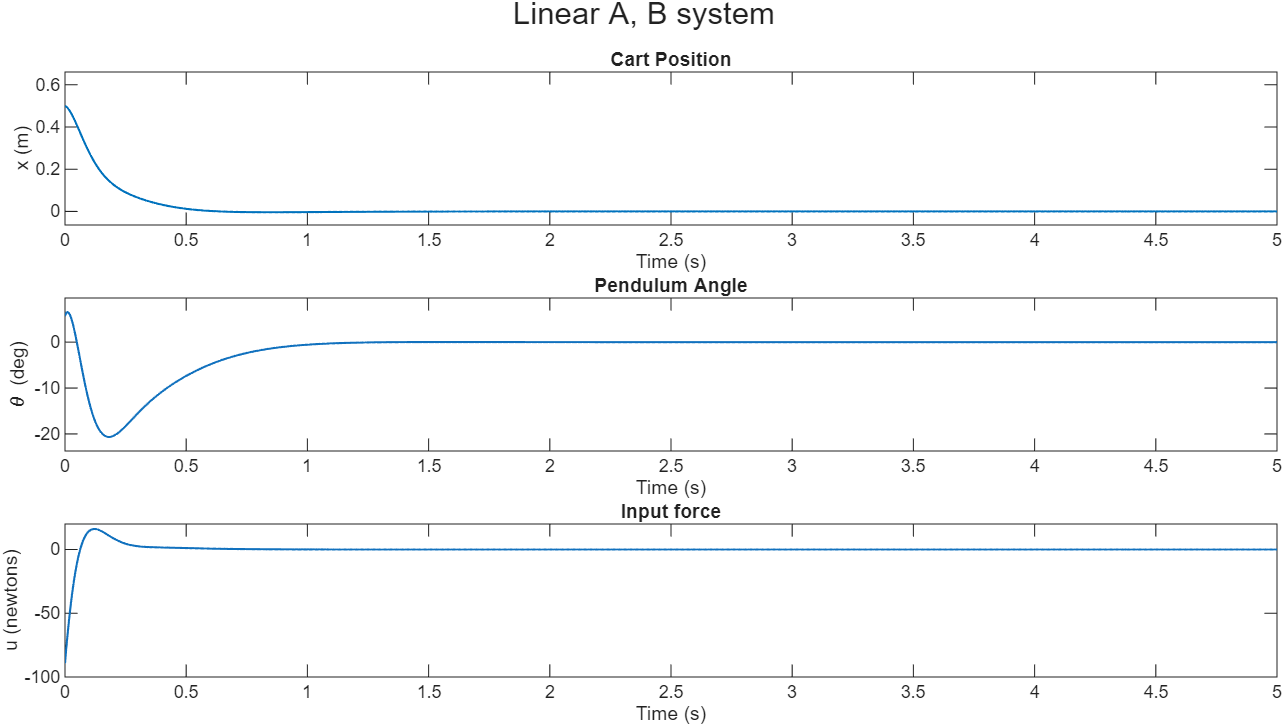 Linear A, B system
Cart Position
x (m)
0.6
0.4
0.2
0
0 0.5 1 1.5 2 2.5 3 3.5 4 4.5 5
Time (s)
Pendulum Angle
θ (deg)
0
-10
-20
0 0.5 1 1.5 2 2.5 3 3.5 4 4.5 5
Time (s)
Input force
u (newtons)
0
-50
-100
0 0.5 1 1.5 2 2.5 3 3.5 4 4.5 5
Time (s)